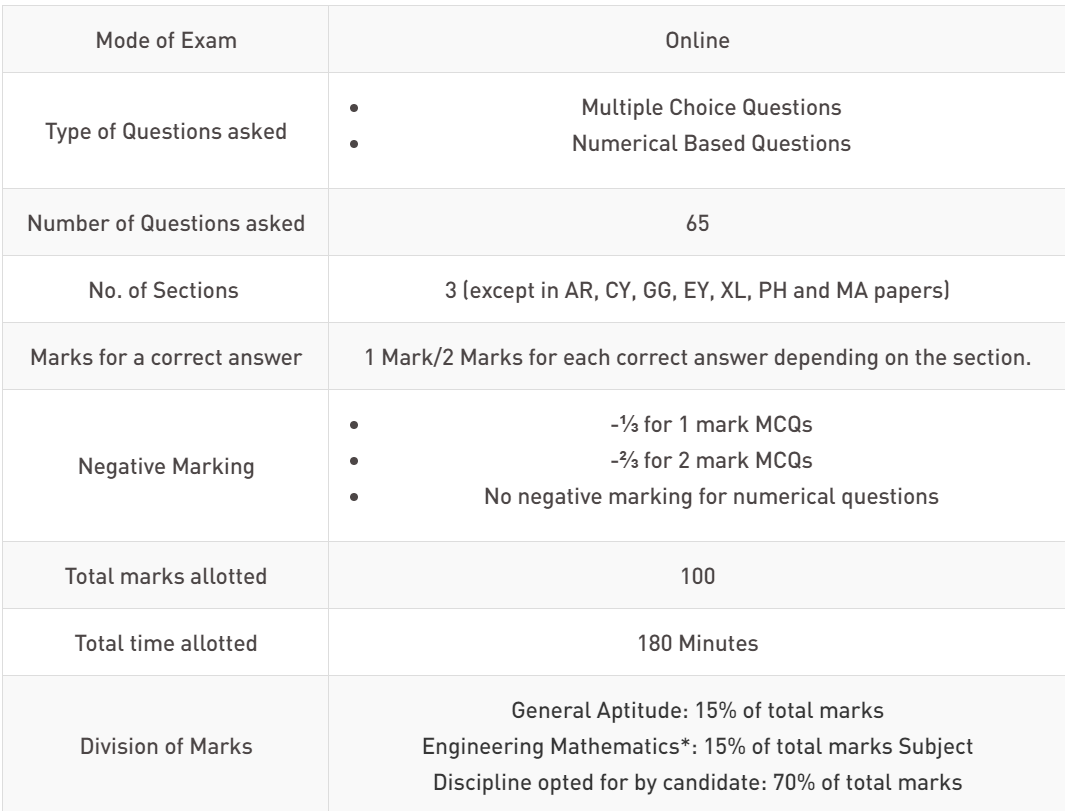 Mode of Exam
Online
Type of Questions asked
Multiple Choice Questions
Numerical Based Questions
Number of Questions asked
65
No. of Sections
3 (except in AR, CY, GG, EY, XL, PH and MA papers)
Marks for a correct answer
1 Mark/2 Marks for each correct answer depending on the section.
Negative Marking
-⅓ for 1 mark MCQs
-⅔ for 2 mark MCQs
No negative marking for numerical questions
Total marks allotted
100
Total time allotted
180 Minutes
Division of Marks
General Aptitude: 15% of total marks
Engineering Mathematics*: 15% of total marks Subject
Discipline opted for by candidate: 70% of total marks